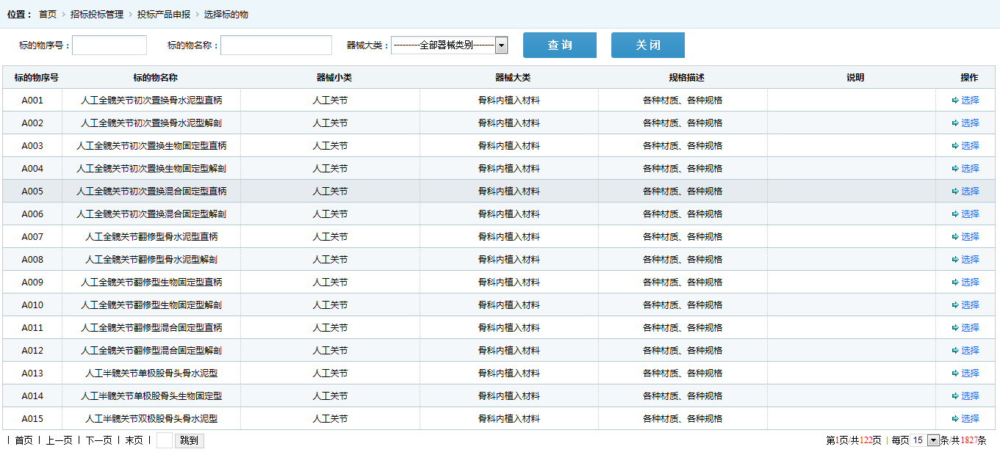 位置： 首页 › 招标投标管理 › 投标产品申报 › 选择标的物
标的物序号： 标的物名称： 器械大类： ---------全部器械类别------- 查询 关闭
标的物序号 标的物名称 器械小类 器械大类 规格描述 说明 操作
A001 人工全髋关节初次置换骨水泥型直柄 人工关节 骨科内植入材料 各种材质、各种规格 选择
A002 人工全髋关节初次置换骨水泥型解剖 人工关节 骨科内植入材料 各种材质、各种规格 选择
A003 人工全髋关节初次置换生物固定型直柄 人工关节 骨科内植入材料 各种材质、各种规格 选择
A004 人工全髋关节初次置换生物固定型解剖 人工关节 骨科内植入材料 各种材质、各种规格 选择
A005 人工全髋关节初次置换混合固定型直柄 人工关节 骨科内植入材料 各种材质、各种规格 选择
A006 人工全髋关节初次置换混合固定型解剖 人工关节 骨科内植入材料 各种材质、各种规格 选择
A007 人工全髋关节翻修型骨水泥型直柄 人工关节 骨科内植入材料 各种材质、各种规格 选择
A008 人工全髋关节翻修型骨水泥型解剖 人工关节 骨科内植入材料 各种材质、各种规格 选择
A009 人工全髋关节翻修型生物固定型直柄 人工关节 骨科内植入材料 各种材质、各种规格 选择
A010 人工全髋关节翻修型生物固定型解剖 人工关节 骨科内植入材料 各种材质、各种规格 选择
A011 人工全髋关节翻修型混合固定型直柄 人工关节 骨科内植入材料 各种材质、各种规格 选择
A012 人工全髋关节翻修型混合固定型解剖 人工关节 骨科内植入材料 各种材质、各种规格 选择
A013 人工半髋关节单极股骨头骨水泥型 人工关节 骨科内植入材料 各种材质、各种规格 选择
A014 人工半髋关节单极股骨头生物固定型 人工关节 骨科内植入材料 各种材质、各种规格 选择
A015 人工半髋关节双极股骨头骨水泥型 人工关节 骨科内植入材料 各种材质、各种规格 选择
| 首页 | 上一页 | 下一页 | 末页 | 跳到 第1页/共122页 | 每页 15 条/共1827条